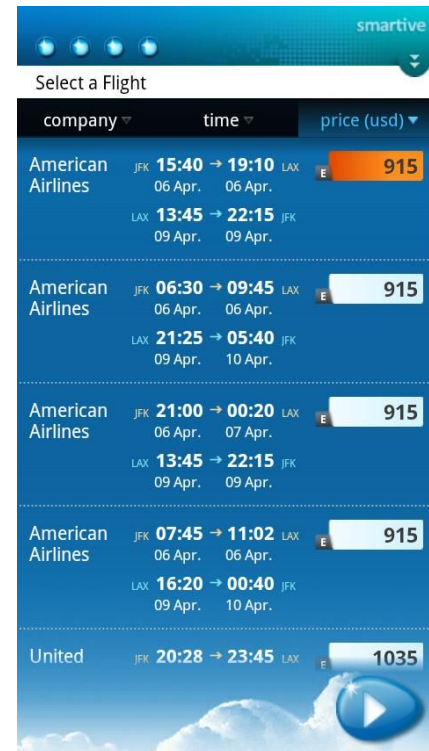 smartive
Select a Flight
company time price (usd)
American Airlines JFK 15:40 → 19:10 LAX E 915
06 Apr. 06 Apr.
LAX 13:45 → 22:15 JFK
09 Apr. 09 Apr.
American Airlines JFK 06:30 → 09:45 LAX E 915
06 Apr. 06 Apr.
LAX 21:25 → 05:40 JFK
09 Apr. 10 Apr.
American Airlines JFK 21:00 → 00:20 LAX E 915
06 Apr. 07 Apr.
LAX 13:45 → 22:15 JFK
09 Apr. 09 Apr.
American Airlines JFK 07:45 → 11:02 LAX E 915
06 Apr. 06 Apr.
LAX 16:20 → 00:40 JFK
09 Apr. 10 Apr.
United JFK 20:28 → 23:45 LAX E 1035